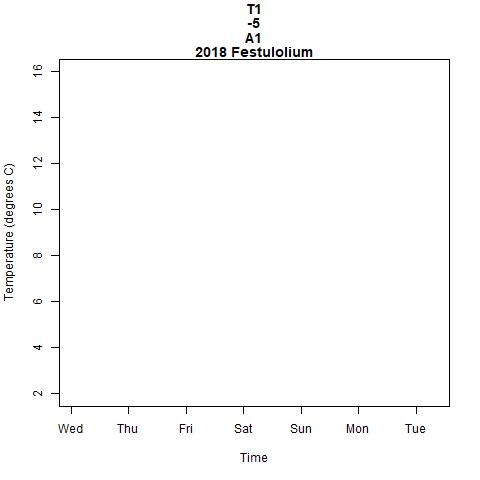 T1
-5
A1
2018 Festulolium
16
14
12
10
8
6
4
2
Temperature (degrees C)
Wed Thu Fri Sat Sun Mon Tue
Time